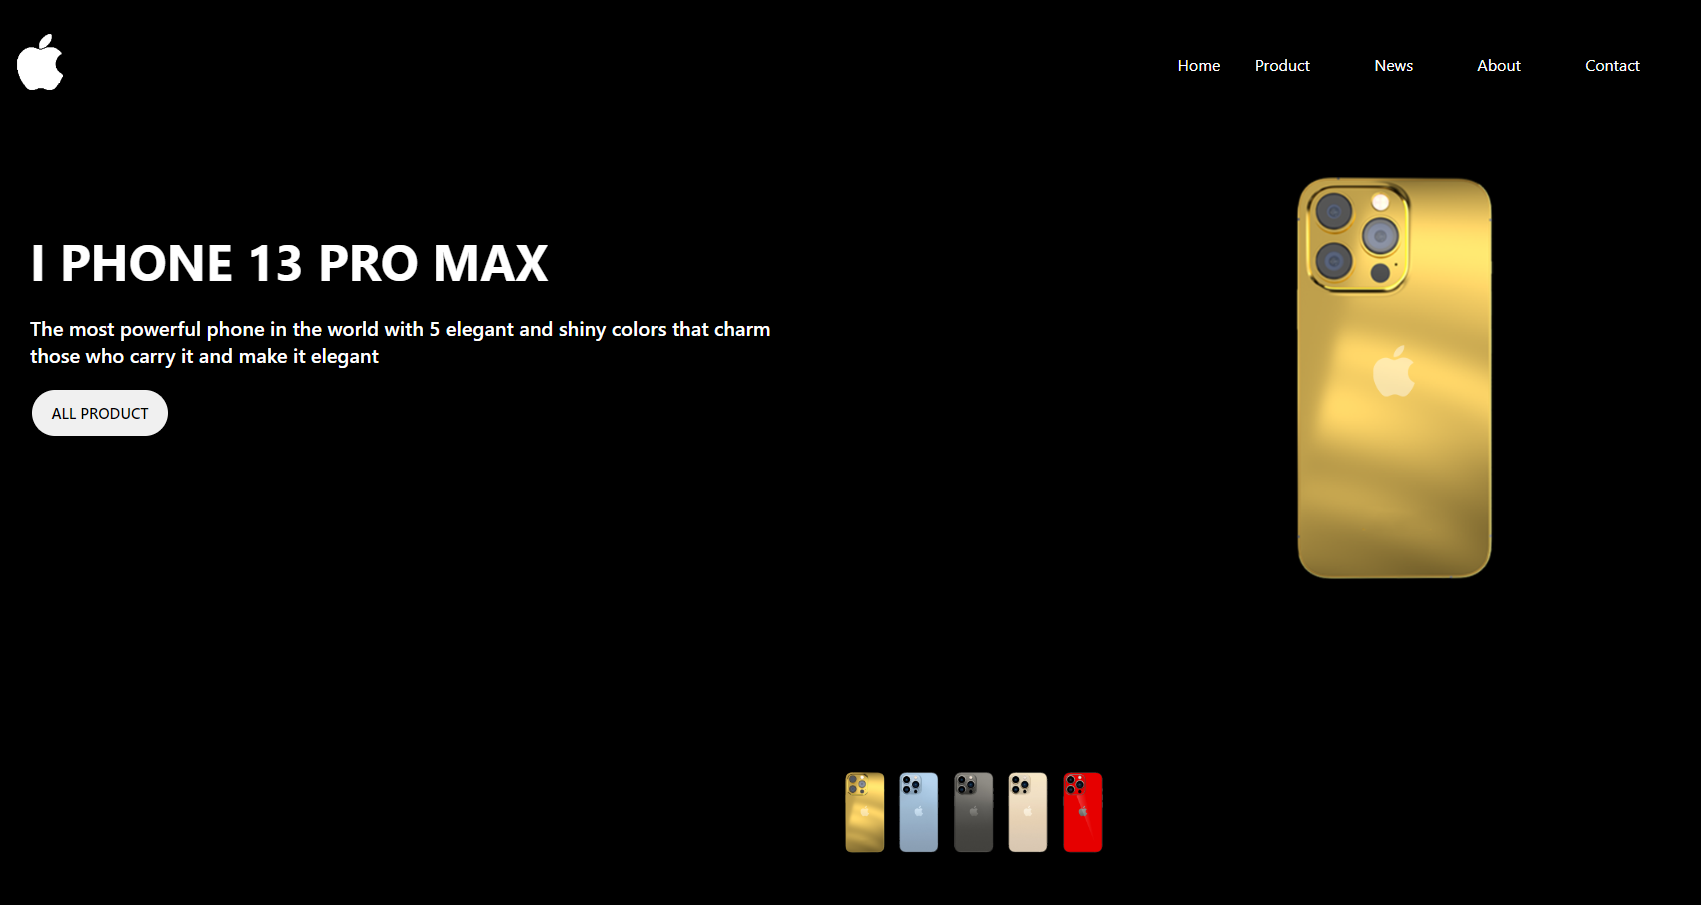 Home Product News About Contact
I PHONE 13 PRO MAX
The most powerful phone in the world with 5 elegant and shiny colors that charm
those who carry it and make it elegant
ALL PRODUCT